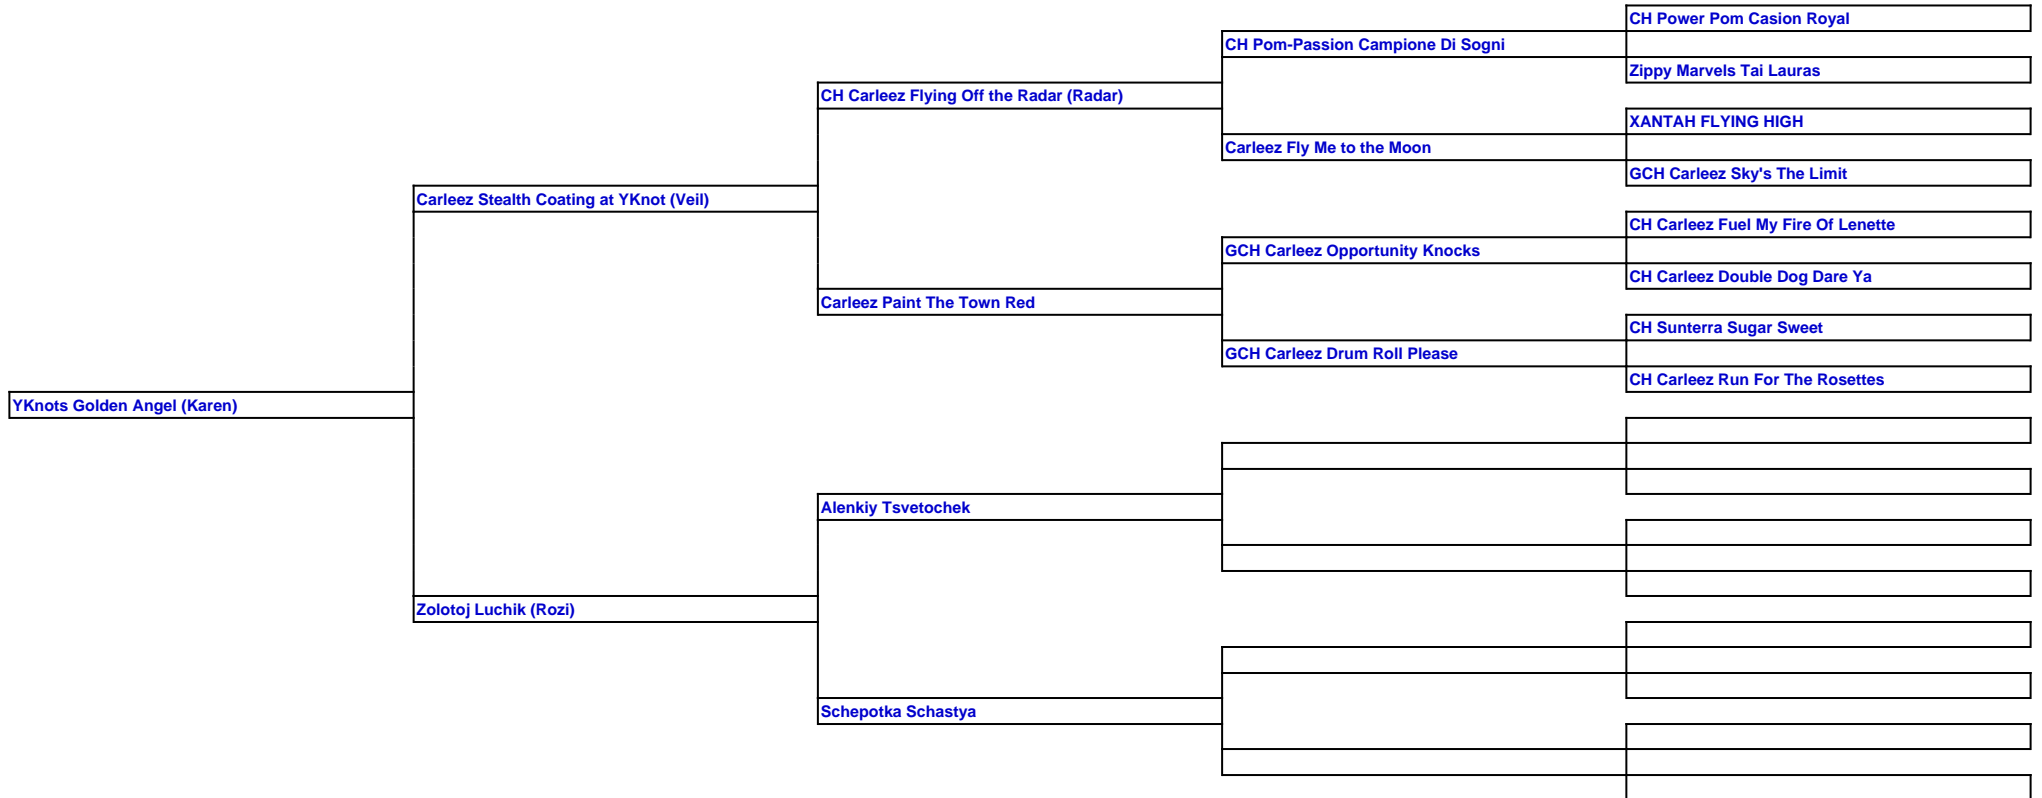 CH Power Pom Casion Royal
CH Pom-Passion Campione Di Sogni
Zippy Marvels Tai Lauras
CH Carleez Flying Off the Radar (Radar)
XANTAH FLYING HIGH
Carleez Fly Me to the Moon
GCH Carleez Sky's The Limit
Carleez Stealth Coating at YKnot (Veil)
CH Carleez Fuel My Fire Of Lenette
GCH Carleez Opportunity Knocks
CH Carleez Double Dog Dare Ya
Carleez Paint The Town Red
CH Sunterra Sugar Sweet
GCH Carleez Drum Roll Please
CH Carleez Run For The Rosettes
YKnots Golden Angel (Karen)
Alenkiy Tsvetochek
Zolotoj Luchik (Rozi)
Schepotka Schastya